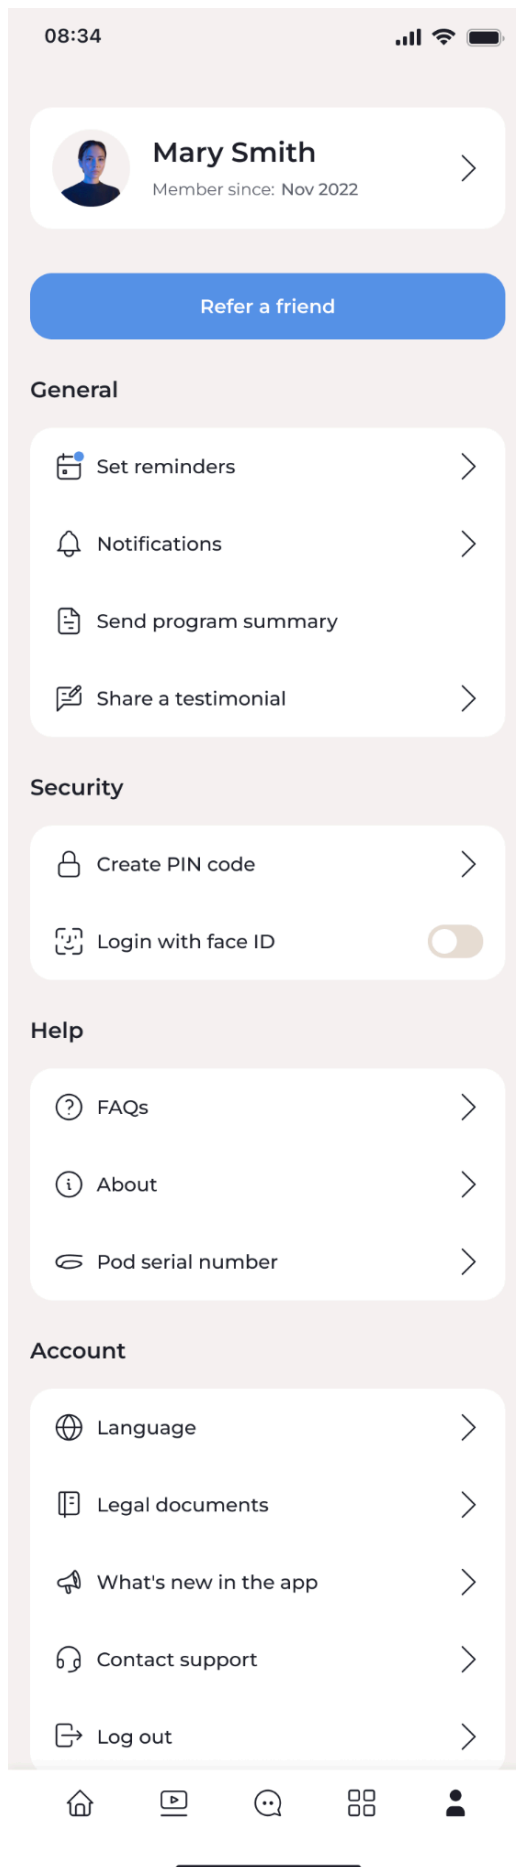 08:34
Mary Smith
Member since: Nov 2022
Refer a friend
General
Set reminders
Notifications
Send program summary
Share a testimonial
Security
Create PIN code
Login with face ID
Help
FAQs
About
Pod serial number
Account
Language
Legal documents
What's new in the app
Contact support
Log out